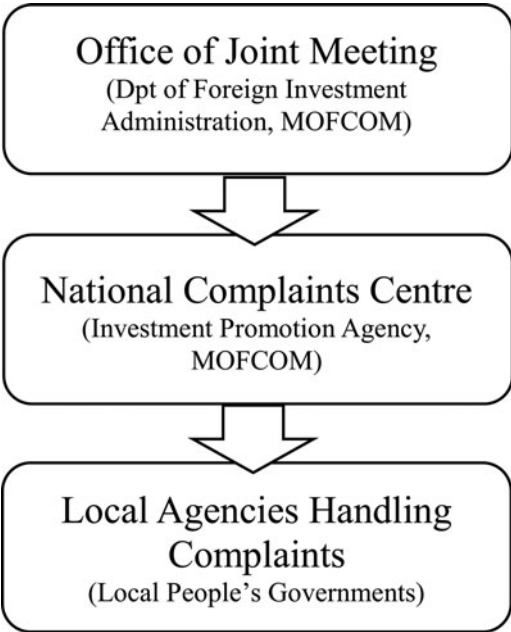 Office of Joint Meeting
(Dpt of Foreign Investment
Administration, MOFCOM)
National Complaints Centre
(Investment Promotion Agency,
MOFCOM)
Local Agencies Handling
Complaints
(Local People’s Governments)